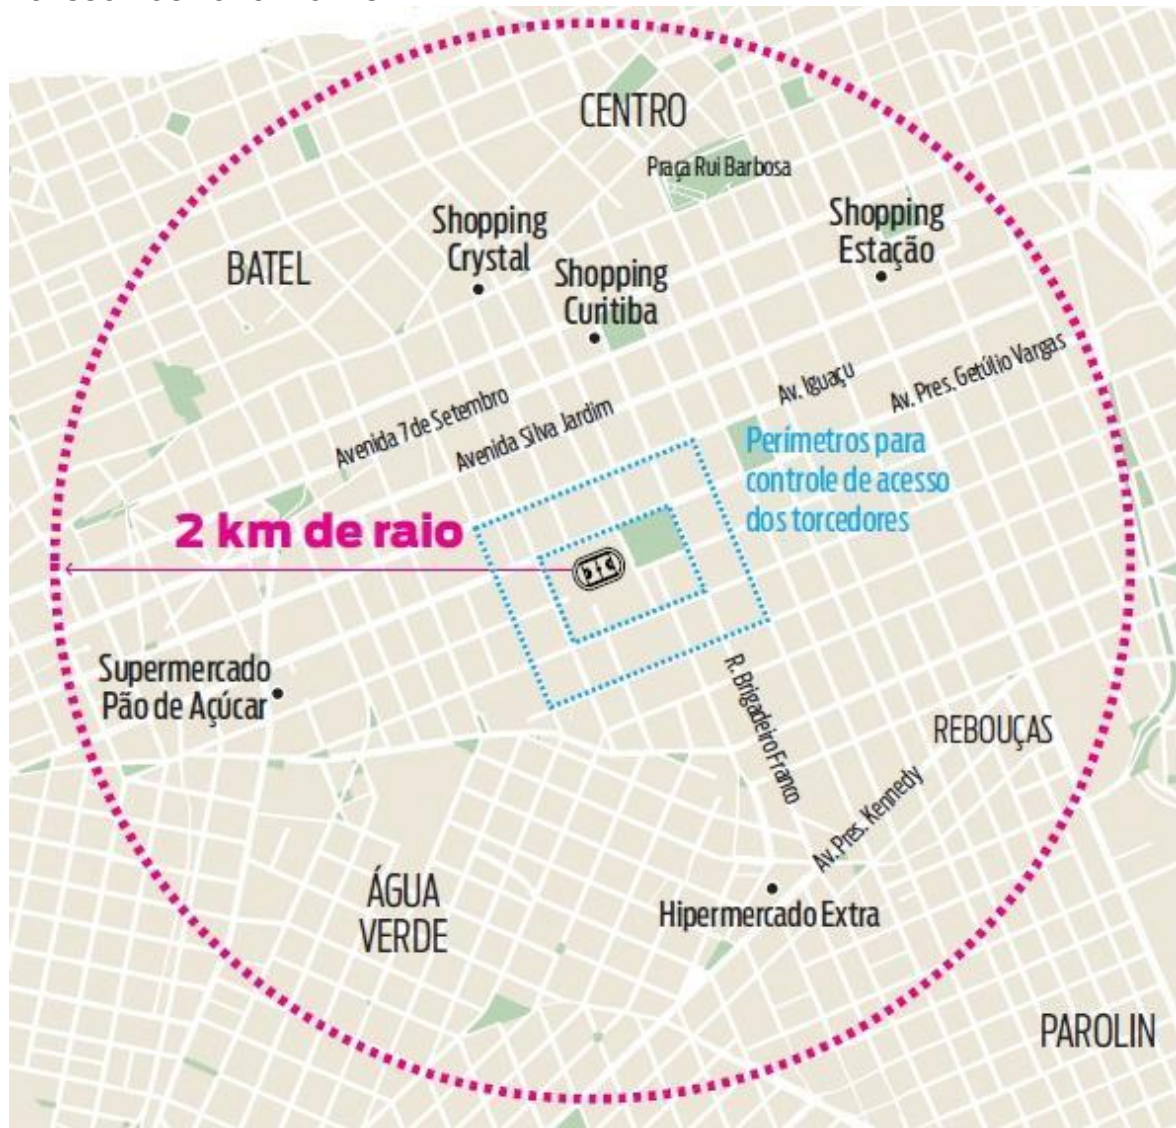 CENTRO
Praça Rui Barbosa
Shopping
Crystal
Shopping
Estação
BATEL
Shopping
Curitiba
Av. Iguaçu
Av. Pres. Getúlio Vargas
Avenida 7 de Setembro
Avenida Silva Jardim
Perímetros para
controle de acesso
dos torcedores
2 km de raio
Supermercado
Pão de Açúcar
R. Brigadeiro Franco
REBOUÇAS
Av. Pres. Kennedy
ÁGUA
VERDE
Hipermercado Extra
PAROLIN